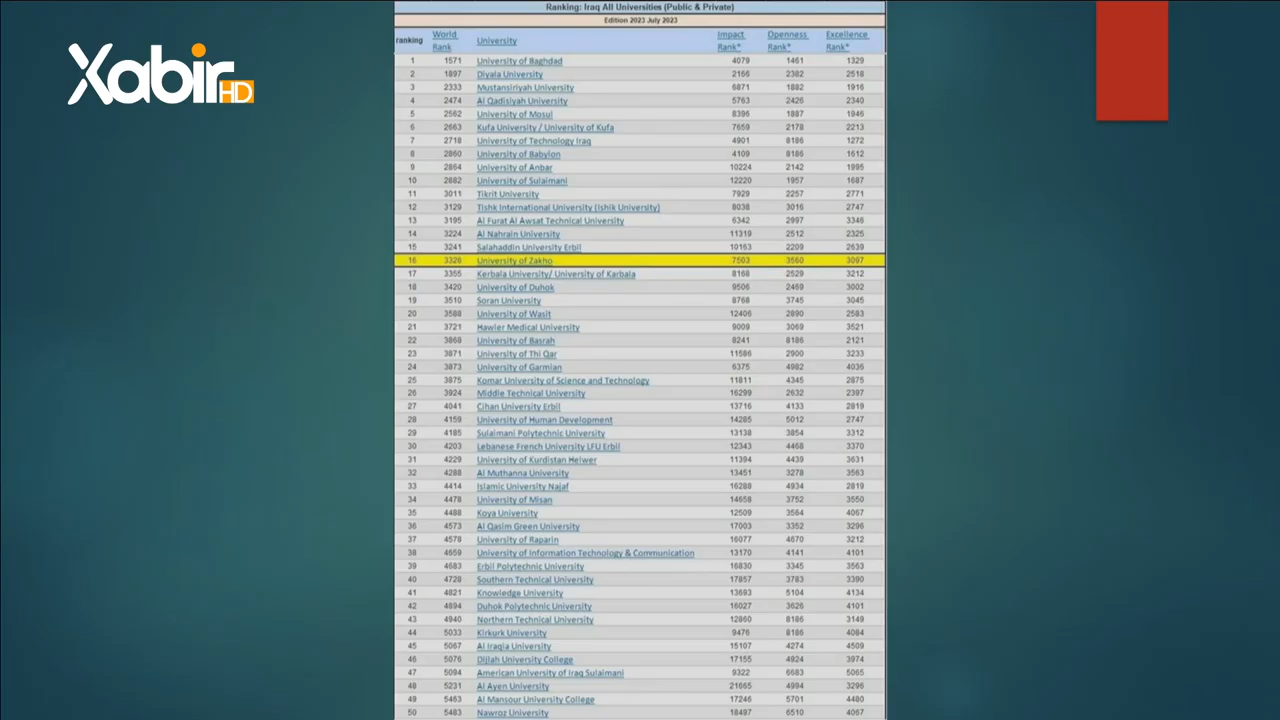 Xabir HD
Ranking: Iraq All Universities (Public & Private)
Edition 2023 July 2023
ranking World Rank University Impact Rank* Openness Rank* Excellence Rank*
1 1571 University of Baghdad 4079 1461 1329
2 1897 Diyala University 2166 2382 2518
3 2333 Mustansiriyah University 6871 1882 1916
4 2474 Al Qadisiyah University 5763 2426 2340
5 2562 University of Mosul 8396 1887 1946
6 2663 Kufa University / University of Kufa 7659 2178 2213
7 2718 University of Technology Iraq 4901 8186 1272
8 2860 University of Babylon 4109 8186 1612
9 2864 University of Anbar 10224 2142 1995
10 2882 University of Sulaimani 12220 1957 1687
11 3011 Tikrit University 7929 2257 2771
12 3129 Tishk International University (Ishik University) 8038 3016 2747
13 3195 Al Furat Al Awsat Technical University 6342 2997 3346
14 3224 Al Nahrain University 11319 2512 2325
15 3241 Salahaddin University Erbil 10163 2209 2639
16 3326 University of Zakho 7503 3560 3097
17 3355 Kerbala University/ University of Karbala 8168 2529 3212
18 3420 University of Duhok 9506 2469 3002
19 3510 Soran University 8768 3745 3045
20 3588 University of Wasit 12406 2890 2583
21 3721 Hawler Medical University 9009 3069 3521
22 3868 University of Basrah 8241 8186 2121
23 3871 University of Thi Qar 11586 2900 3233
24 3873 University of Garmian 6375 4982 4036
25 3875 Komar University of Science and Technology 11811 4345 2875
26 3924 Middle Technical University 16299 2632 2397
27 4041 Cihan University Erbil 13716 4133 2819
28 4159 University of Human Development 14285 5012 2747
29 4185 Sulaimani Polytechnic University 13138 3854 3312
30 4203 Lebanese French University LFU Erbil 12343 4468 3370
31 4229 University of Kurdistan Helwer 11394 4439 3631
32 4288 Al Muthanna University 13451 3278 3563
33 4414 Islamic University Najaf 16288 4934 2819
34 4478 University of Misan 14658 3752 3550
35 4488 Koya University 12509 3564 4067
36 4573 Al Qasim Green University 17003 3352 3296
37 4578 University of Raparin 16077 4670 3212
38 4659 University of Information Technology & Communication 13170 4141 4101
39 4683 Erbil Polytechnic University 16830 3345 3563
40 4728 Southern Technical University 17857 3783 3390
41 4821 Knowledge University 13693 5104 4134
42 4894 Duhok Polytechnic University 16027 3626 4101
43 4940 Northern Technical University 12860 8186 3149
44 5033 Kirkurk University 9476 8186 4084
45 5067 Al Iraqia University 15107 4274 4509
46 5076 Dijlah University College 17155 4924 3974
47 5094 American University of Iraq Sulaimani 9322 6683 5065
48 5231 Al Ayen University 21665 4994 3296
49 5463 Al Mansour University College 17246 5701 4480
50 5483 Nawroz University 18497 6510 4067